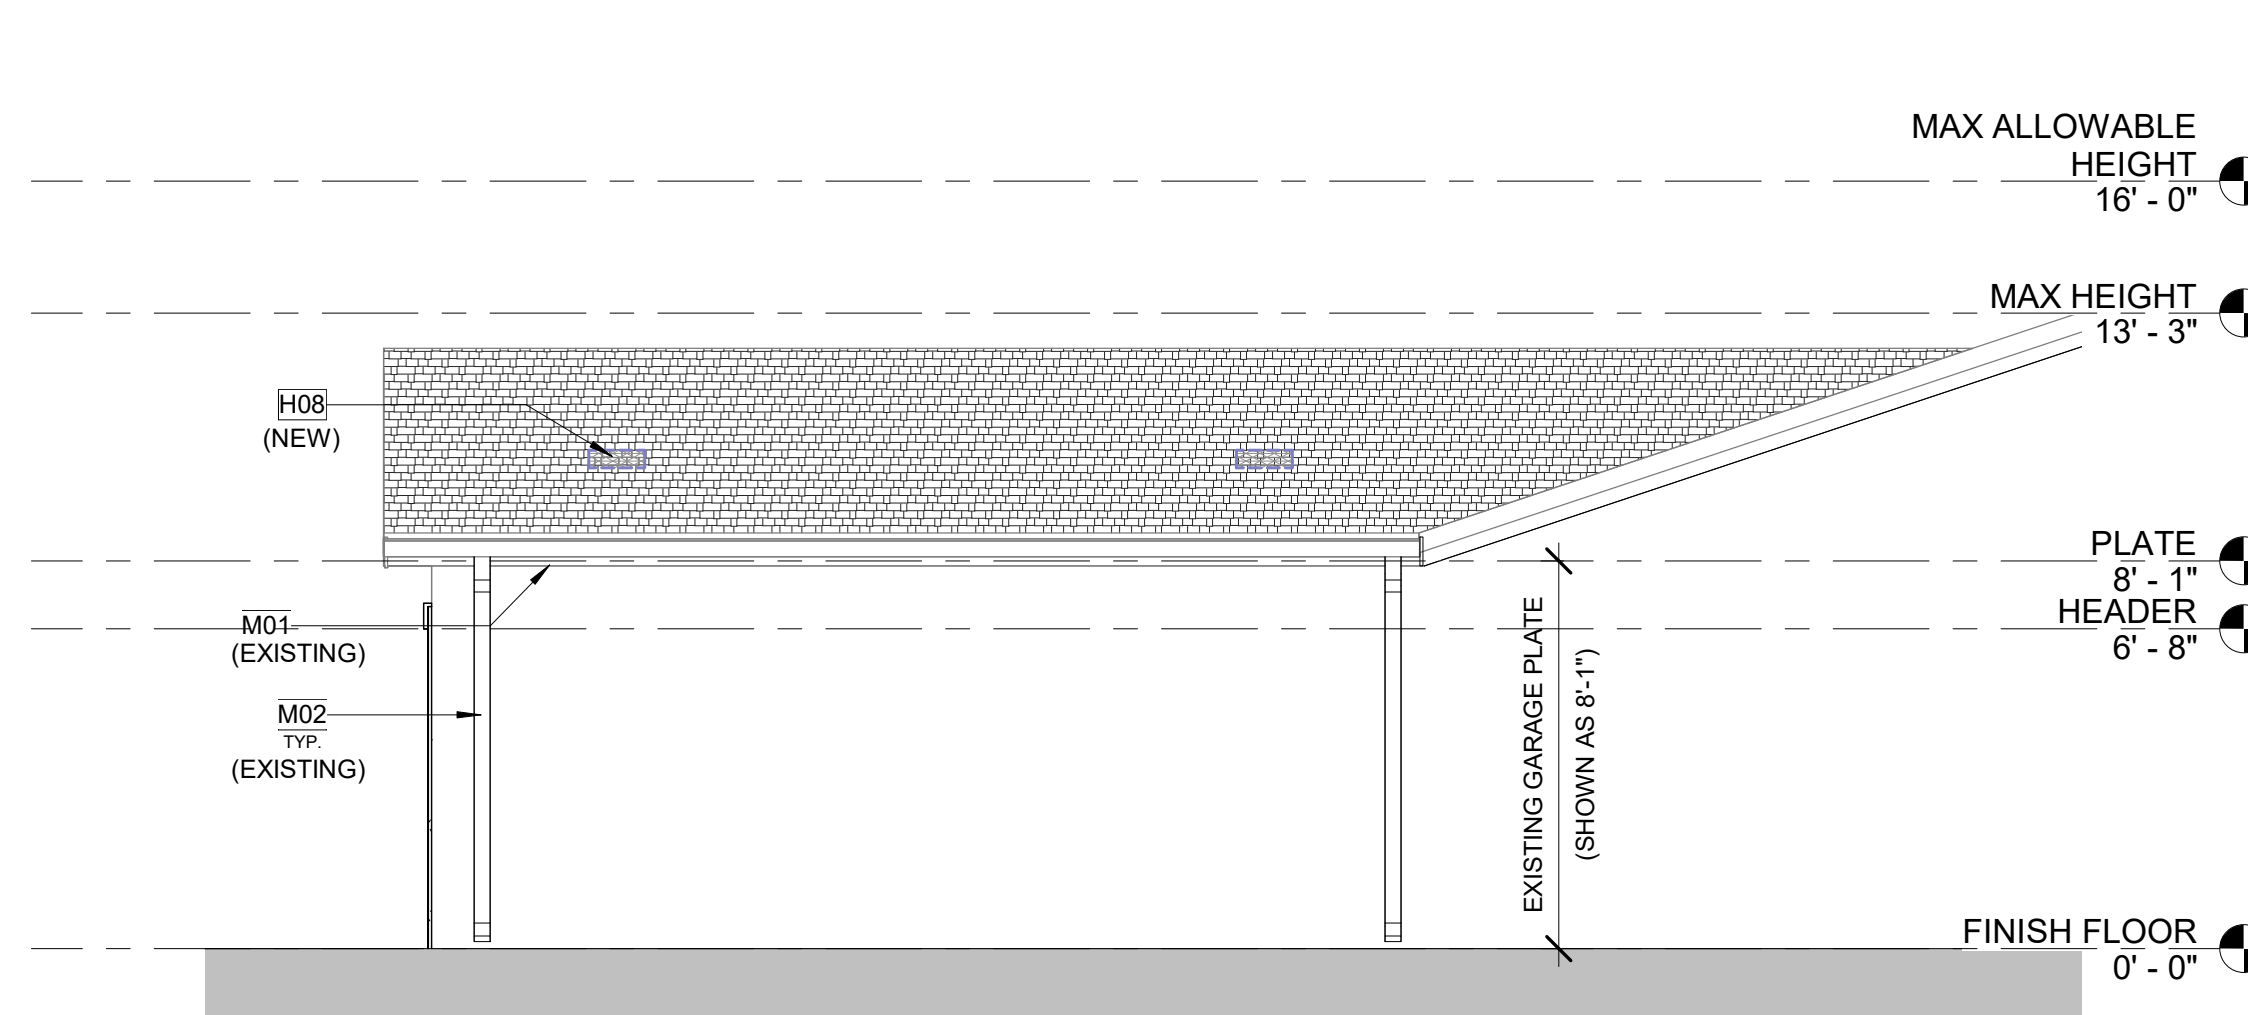 MAX ALLOWABLE
HEIGHT
16' - 0"
MAX HEIGHT
13' - 3"
H08
(NEW)
PLATE
8' - 1"
HEADER
6' - 8"
M01
(EXISTING)
M02
TYP.
(EXISTING)
EXISTING GARAGE PLATE
(SHOWN AS 8'-1")
FINISH FLOOR
0' - 0"